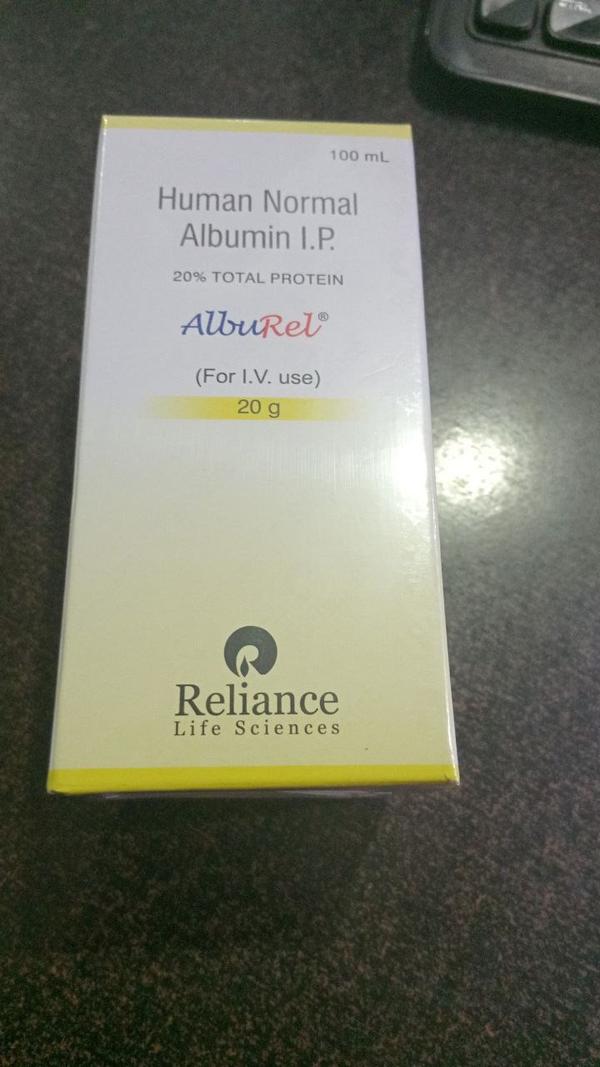 100 mL
Human Normal
Albumin I.P.
20% TOTAL PROTEIN
AlbuRel®
(For I.V. use)
20 g
Reliance
Life Sciences